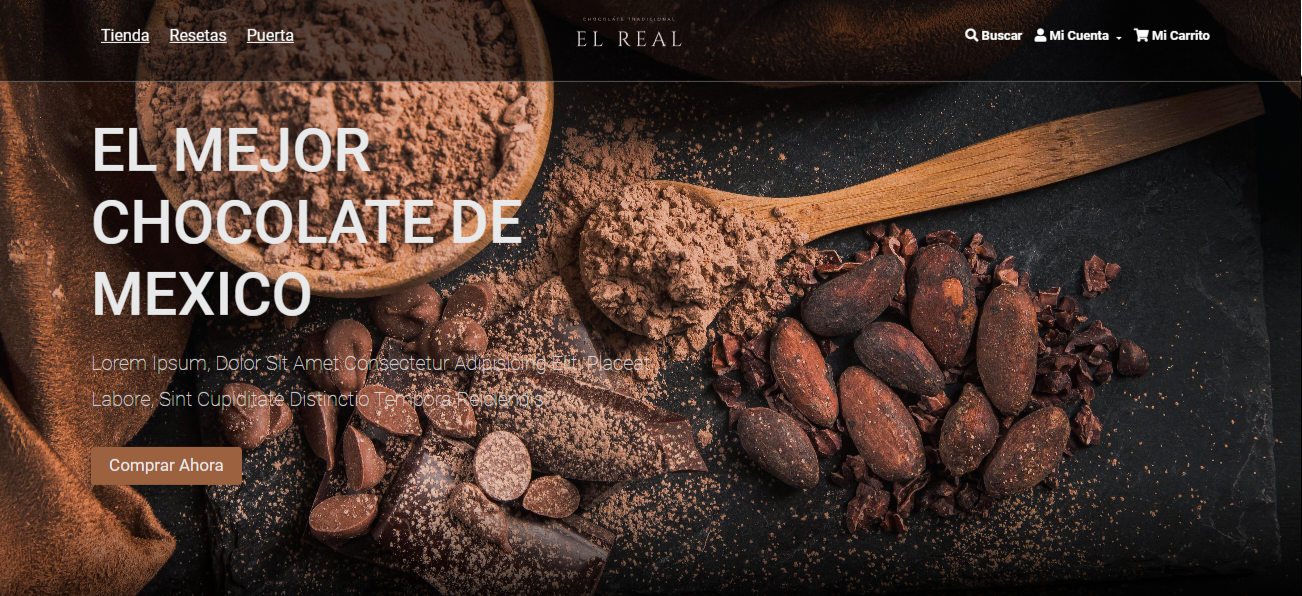 Tienda Resetas Puerta
CHOCOLATE TRADICIONAL
EL REAL
Buscar Mi Cuenta Mi Carrito
EL MEJOR
CHOCOLATE DE
MEXICO
Lorem Ipsum, Dolor Sit Amet Consectetur Adipisicing Elit. Placeat
Labore, Sint Cupiditate Distinctio Tempora Reiciendis
Comprar Ahora